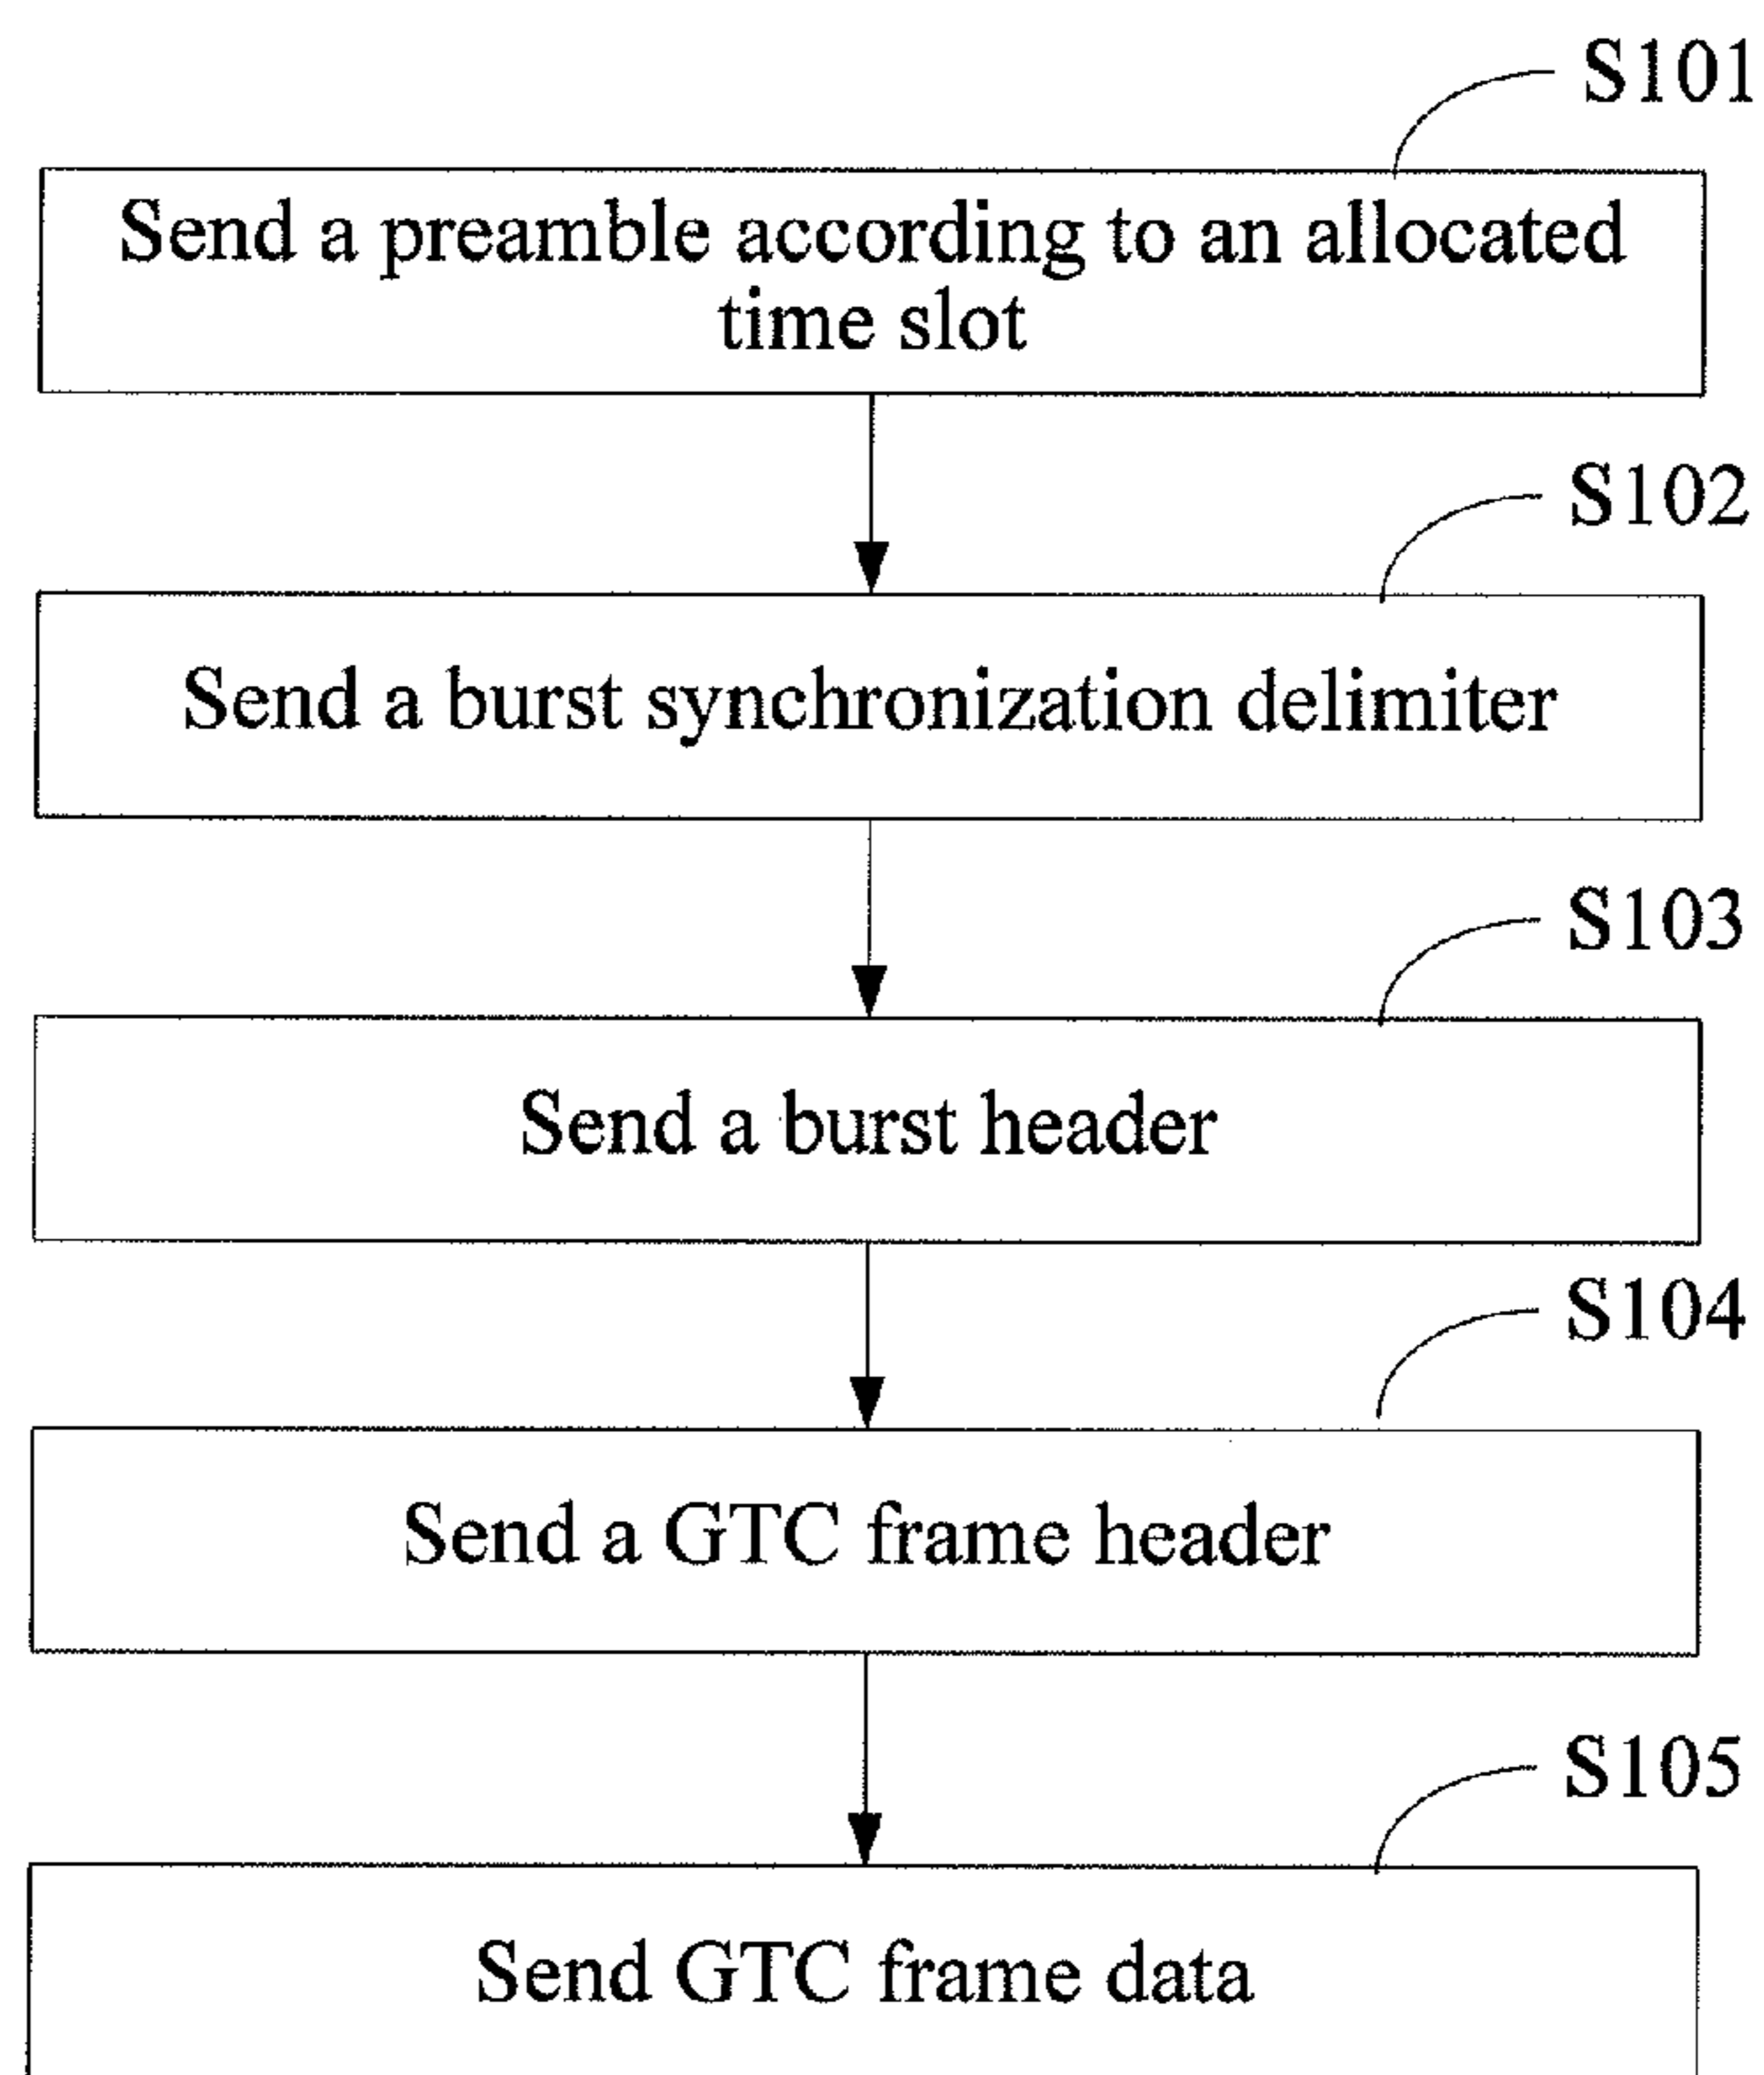 S101
Send a preamble according to an allocated
time slot
S102
Send a burst synchronization delimiter
S103
Send a burst header
S104
Send a GTC frame header
S105
Send GTC frame data